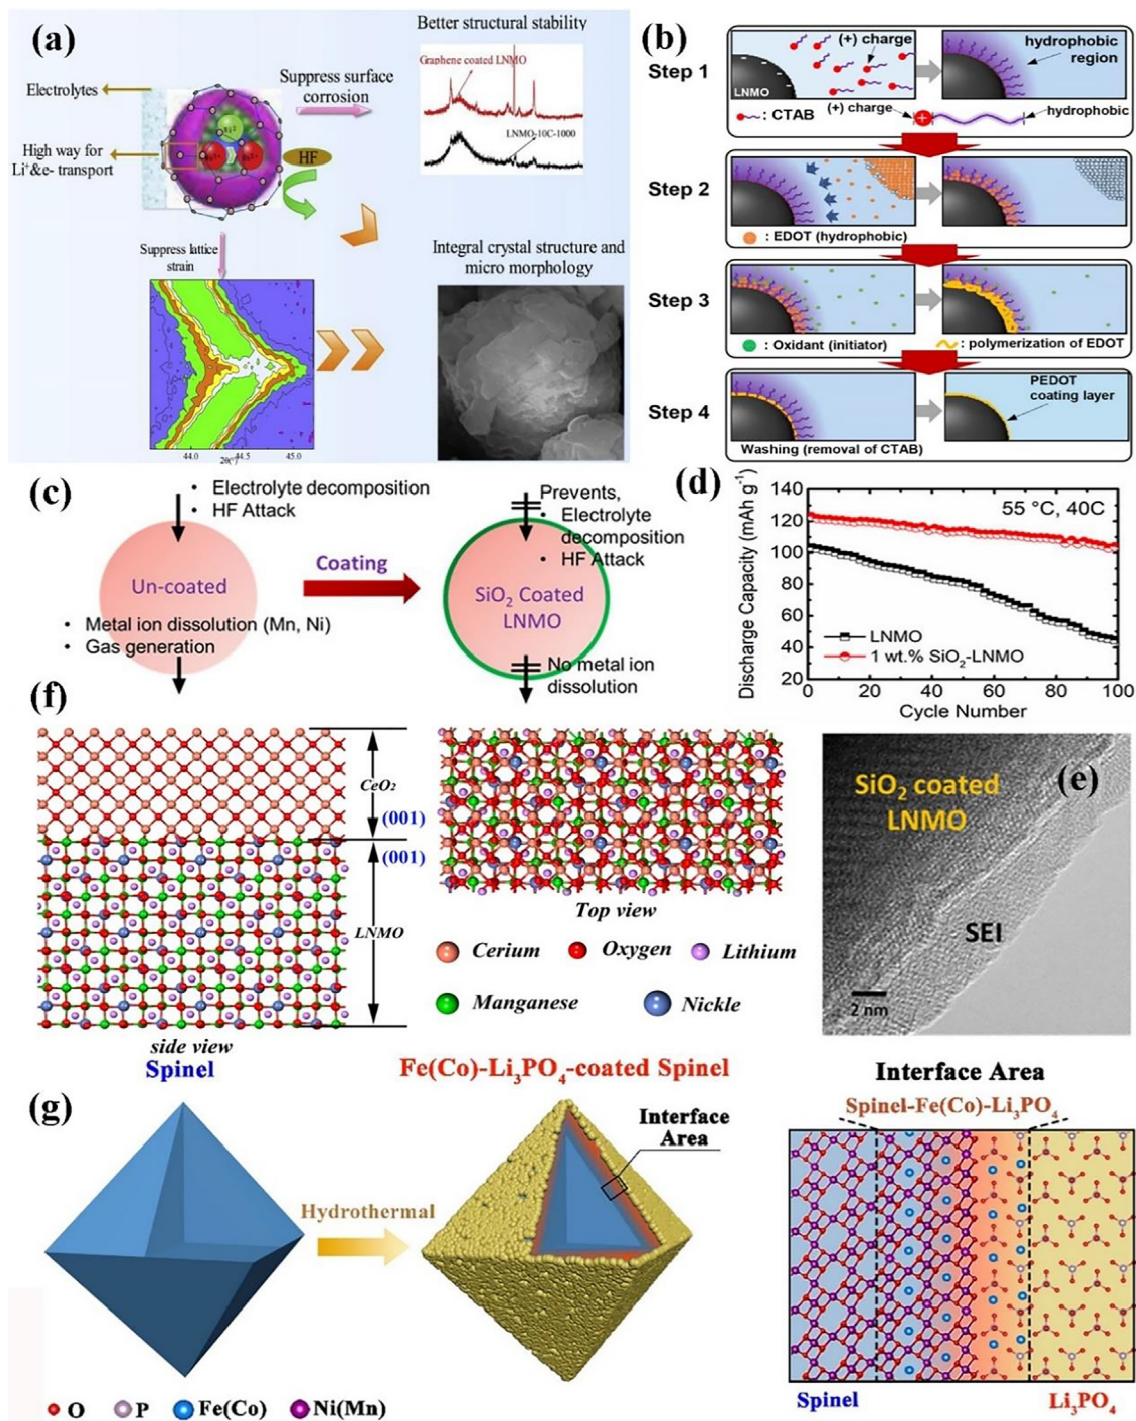 (a)
Better structural stability
Graphene coated LNMO
LNMO-10C-1000
Electrolytes
Suppress surface
corrosion
High way for
Li⁺&e- transport
HF
Suppress lattice
strain
Integral crystal structure and
micro morphology
44.0
44.5
45.0
2θ(°)
(b)
Step 1
LNMO
(+) charge
hydrophobic
region
: CTAB
(+) charge
hydrophobic
Step 2
: EDOT (hydrophobic)
Step 3
: Oxidant (initiator)
: polymerization of EDOT
Step 4
PEDOT
coating layer
Washing (removal of CTAB)
(c)
• Electrolyte decomposition
• HF Attack
Un-coated
• Metal ion dissolution (Mn, Ni)
• Gas generation
Coating
Prevents,
• Electrolyte
decomposition
• HF Attack
SiO₂ Coated
LNMO
No metal ion
dissolution
(d)
Discharge Capacity (mAh g⁻¹)
140
120
100
80
60
40
20
55 °C, 40C
LNMO
1 wt.% SiO₂-LNMO
0
20
40
60
80
100
Cycle Number
(e)
SiO₂ coated
LNMO
SEI
2 nm
(f)
CeO₂
(001)
(001)
LNMO
side view
Top view
Cerium
Oxygen
Lithium
Manganese
Nickle
Spinel
Fe(Co)-Li₃PO₄-coated Spinel
(g)
Hydrothermal
Interface
Area
Interface Area
Spinel-Fe(Co)-Li₃PO₄
Spinel
Li₃PO₄
O
P
Fe(Co)
Ni(Mn)